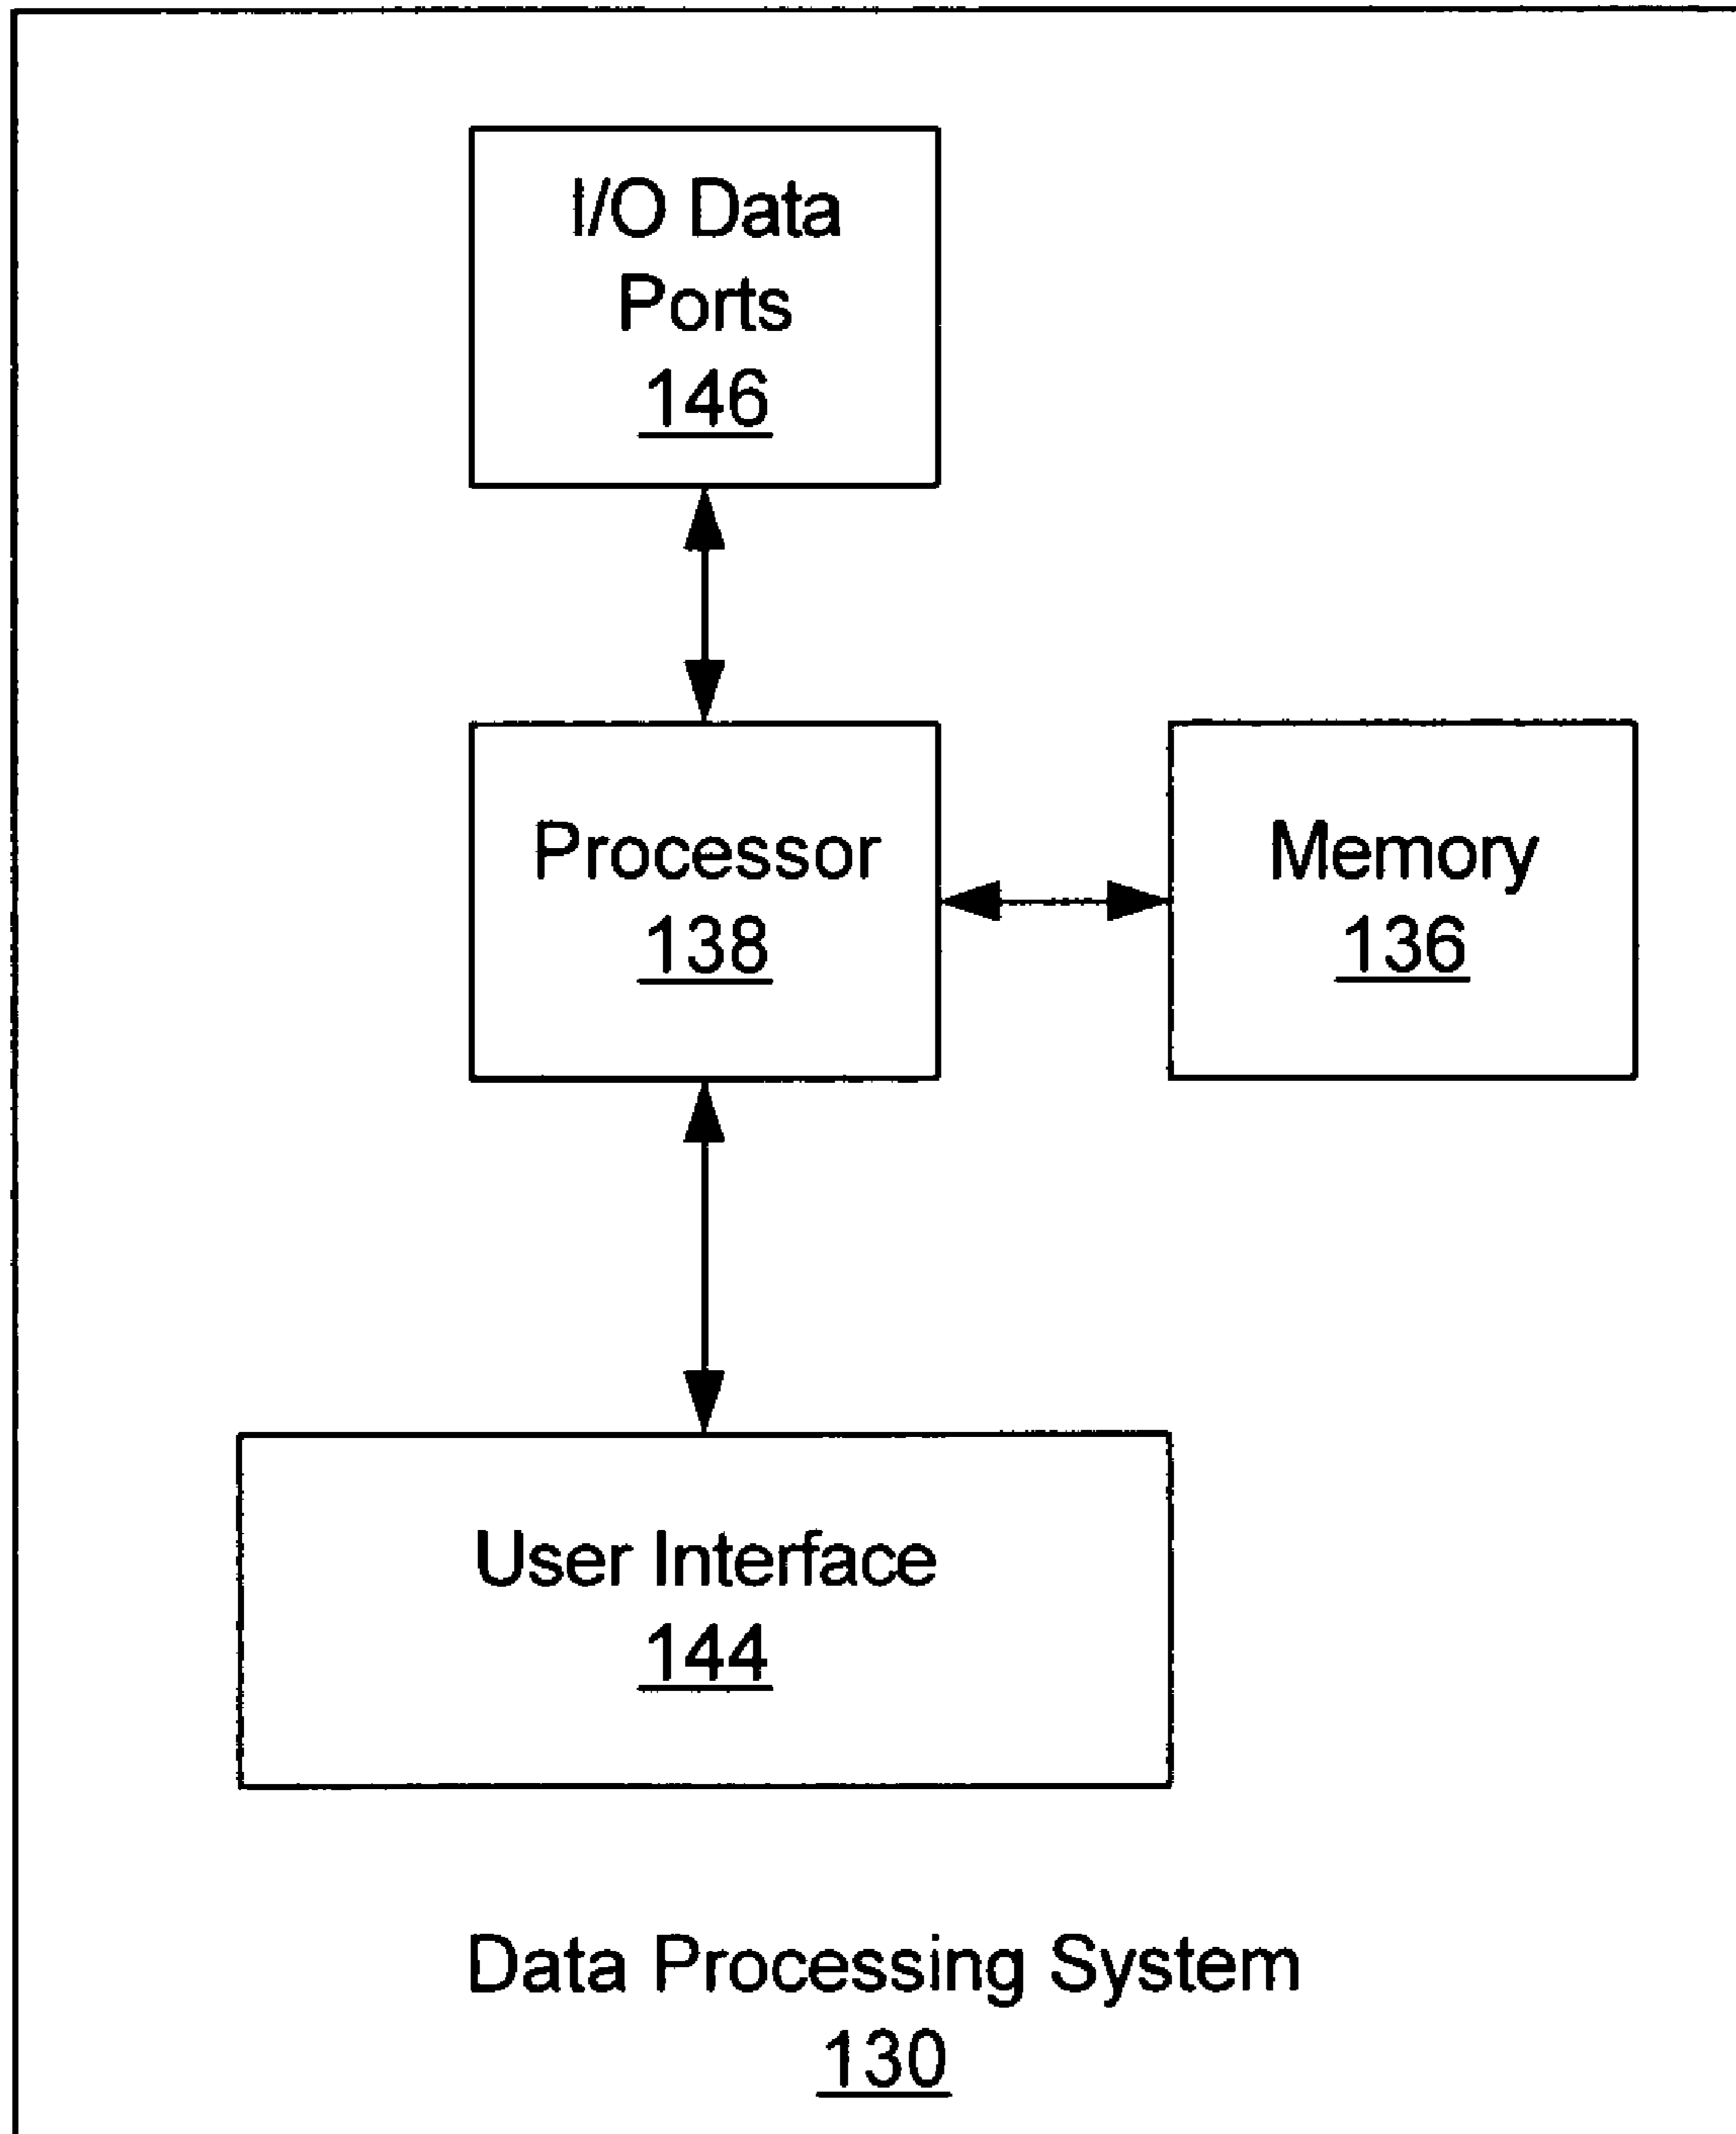 I/O Data
Ports
146
Processor
138
Memory
136
User Interface
144
Data Processing System
130